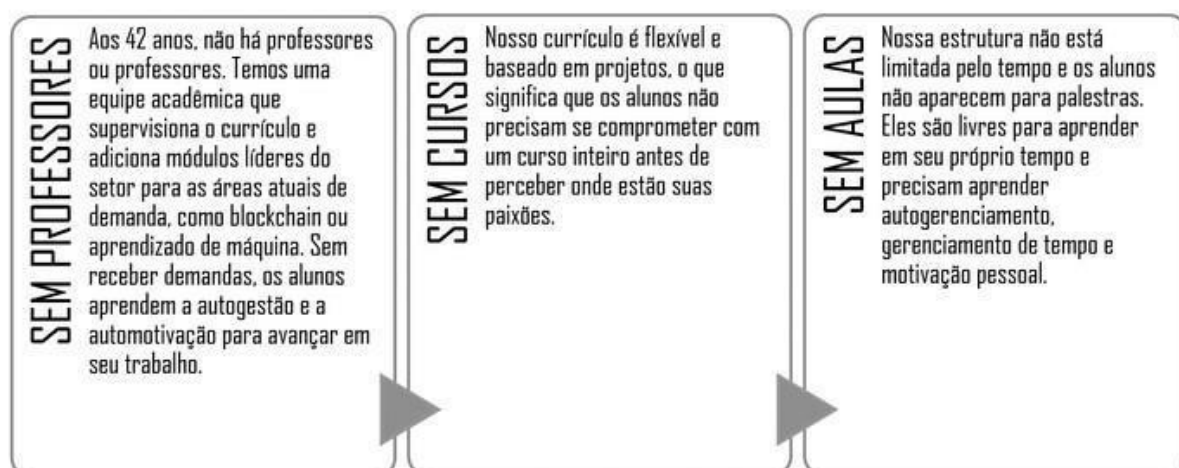 SEM PROFESSORES
Aos 42 anos, não há professores
ou professores. Temos uma
equipe acadêmica que
supervisiona o currículo e
adiciona módulos líderes do
setor para as áreas atuais de
demanda, como blockchain ou
aprendizado de máquina. Sem
receber demandas, os alunos
aprendem a autogestão e a
automotivação para avançar em
seu trabalho.
SEM CURSOS
Nosso currículo é flexível e
baseado em projetos, o que
significa que os alunos não
precisam se comprometer com
um curso inteiro antes de
perceber onde estão suas
paixões.
SEM AULAS
Nossa estrutura não está
limitada pelo tempo e os alunos
não aparecem para palestras.
Eles são livres para aprender
em seu próprio tempo e
precisam aprender
autogerenciamento,
gerenciamento de tempo e
motivação pessoal.